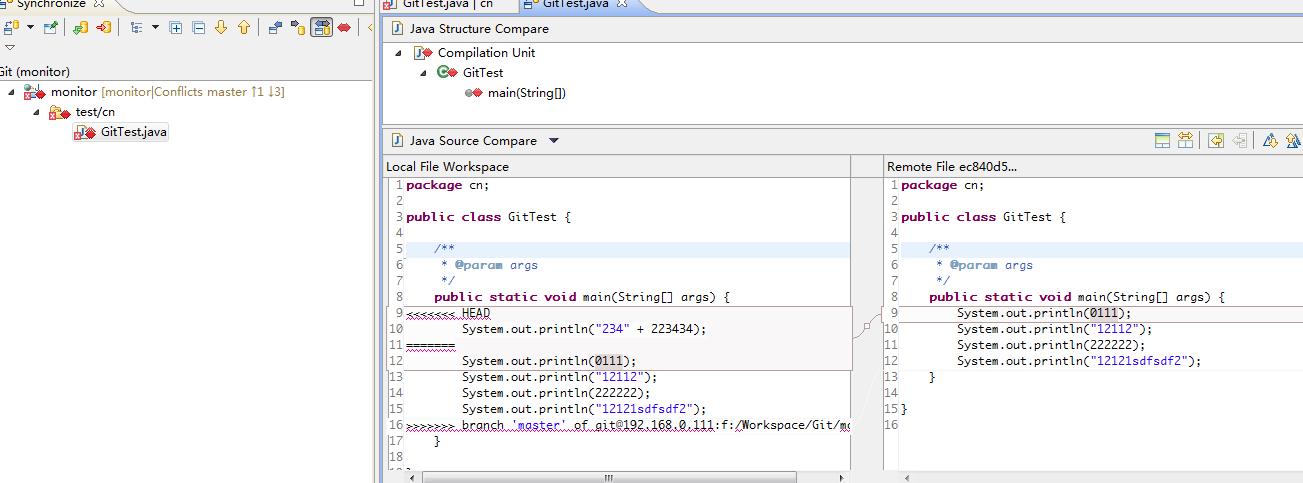 Synchronize
GitTest.java | cn
GitTest.java
Java Structure Compare
Compilation Unit
GitTest
main(String[])
Git (monitor)
monitor [monitor|Conflicts master ↑1 ↓3]
test/cn
GitTest.java
Java Source Compare
Local File Workspace
1 package cn;
2
3 public class GitTest {
4
5 /**
6 * @param args
7 */
8 public static void main(String[] args) {
9 <<<<<<< HEAD
10 System.out.println("234" + 223434);
11 =======
12 System.out.println(0111);
13 System.out.println("12112");
14 System.out.println(222222);
15 System.out.println("12121sdfsdf2");
16 >>>>>>> branch 'master' of git@192.168.0.111:f:/Workspace/Git/mo
17 }
18
Remote File ec840d5...
1 package cn;
2
3 public class GitTest {
4
5 /**
6 * @param args
7 */
8 public static void main(String[] args) {
9 System.out.println(0111);
10 System.out.println("12112");
11 System.out.println(222222);
12 System.out.println("12121sdfsdf2");
13 }
14
15 }
16